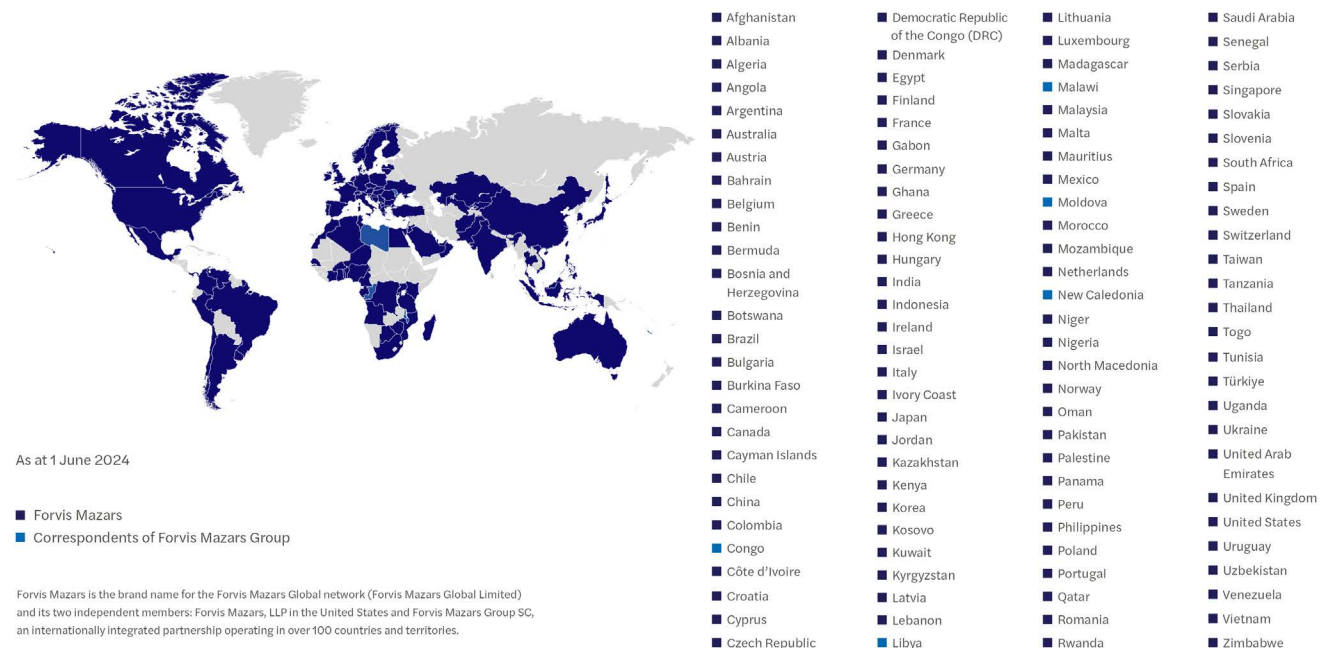 As at 1 June 2024
Forvis Mazars
Correspondents of Forvis Mazars Group
Forvis Mazars is the brand name for the Forvis Mazars Global network (Forvis Mazars Global Limited)
and its two independent members: Forvis Mazars, LLP in the United States and Forvis Mazars Group SC,
an internationally integrated partnership operating in over 100 countries and territories.
Afghanistan
Albania
Algeria
Angola
Argentina
Australia
Austria
Bahrain
Belgium
Benin
Bermuda
Bosnia and
Herzegovina
Botswana
Brazil
Bulgaria
Burkina Faso
Cameroon
Canada
Cayman Islands
Chile
China
Colombia
Congo
Côte d’Ivoire
Croatia
Cyprus
Czech Republic
Democratic Republic
of the Congo (DRC)
Denmark
Egypt
Finland
France
Gabon
Germany
Ghana
Greece
Hong Kong
Hungary
India
Indonesia
Ireland
Israel
Italy
Ivory Coast
Japan
Jordan
Kazakhstan
Kenya
Korea
Kosovo
Kuwait
Kyrgyzstan
Latvia
Lebanon
Libya
Lithuania
Luxembourg
Madagascar
Malawi
Malaysia
Malta
Mauritius
Mexico
Moldova
Morocco
Mozambique
Netherlands
New Caledonia
Niger
Nigeria
North Macedonia
Norway
Oman
Pakistan
Palestine
Panama
Peru
Philippines
Poland
Portugal
Qatar
Romania
Rwanda
Saudi Arabia
Senegal
Serbia
Singapore
Slovakia
Slovenia
South Africa
Spain
Sweden
Switzerland
Taiwan
Tanzania
Thailand
Togo
Tunisia
Türkiye
Uganda
Ukraine
United Arab
Emirates
United Kingdom
United States
Uruguay
Uzbekistan
Venezuela
Vietnam
Zimbabwe